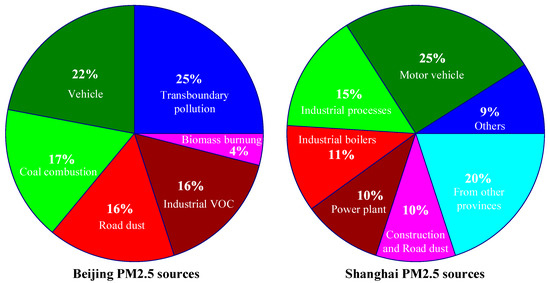 22%
Vehicle
25%
Transboundary
pollution
Biomass burnung
4%
17%
Coal combustion
16%
Industrial VOC
16%
Road dust
Beijing PM2.5 sources
25%
Motor vehicle
15%
Industrial processes
9%
Others
Industrial boilers
11%
20%
From other
provinces
10%
Power plant
10%
Construction
and Road dust
Shanghai PM2.5 sources